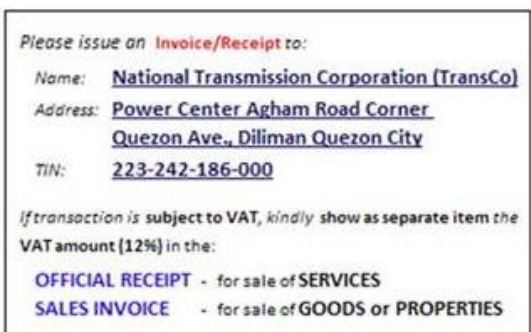 Please issue an Invoice/Receipt to:
Name: National Transmission Corporation (TransCo)
Address: Power Center Agham Road Corner
Quezon Ave., Diliman Quezon City
TIN: 223-242-186-000
If transaction is subject to VAT, kindly show as separate item the
VAT amount (12%) in the:
OFFICIAL RECEIPT - for sale of SERVICES
SALES INVOICE - for sale of GOODS or PROPERTIES